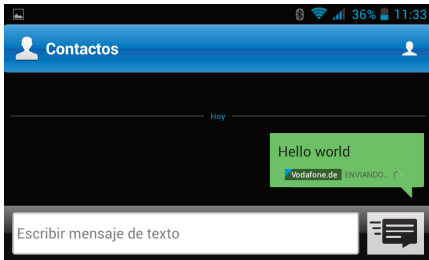 36% 11:33
Contactos
Hoy
Hello world
Vodafone.de ENVIANDO...
Escribir mensaje de texto